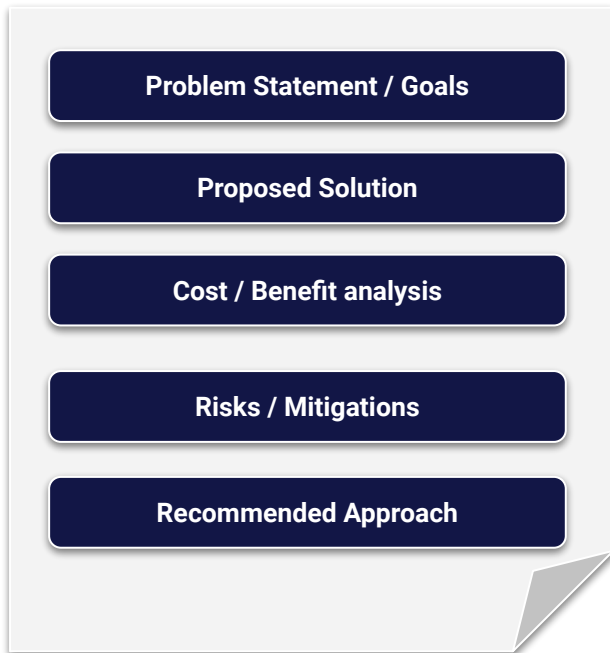 Problem Statement / Goals
Proposed Solution
Cost / Benefit analysis
Risks / Mitigations
Recommended Approach